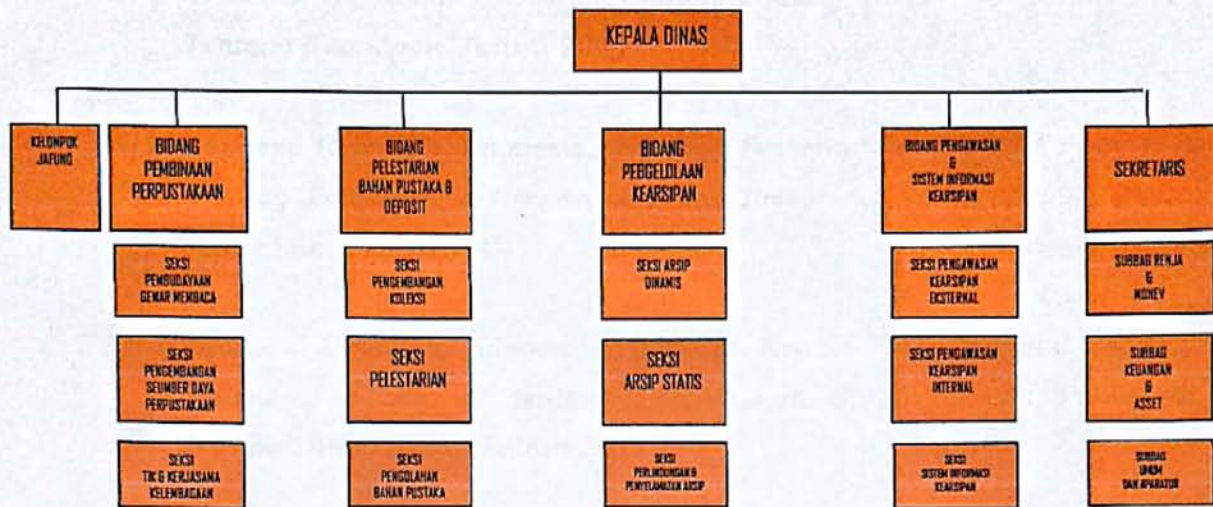 KEPALA DINAS
KELOMPOK
JAFUNG
BIDANG
PEMBINAAN
PERPUSTAKAAN
BIDANG
PELESTARIAN
BAHAN PUSTAKA &
DEPOSIT
BIDANG
PEBGELOLAAN
KEARSIPAN
BIDANG PENGAWASAN
&
SISTEM INFORMASI
KEARSIPAN
SEKRETARIS
SEKSI
PEMBUDAYAAN
GEMAR MEMBACA
SEKSI
PENGEMBANGAN
KOLEKSI
SEKSI ARSIP
DINAMIS
SEKSI PENGAWASAN
KEARSIPAN
EKSTERNAL
SUBBAG RENJA
&
MONEV
SEKSI
PENGEMBANGAN
SEUMBER DAYA
PERPUSTAKAAN
SEKSI
PELESTARIAN
SEKSI
ARSIP STATIS
SEKSI PENGAWASAN
KEARSIPAN
INTERNAL
SUBBAG
KEUANGAN
&
ASSET
SEKSI
TIK & KERJASANA
KELEMBAGAAN
SEKSI
PENGOLAHAN
BAHAN PUSTAKA
SEKSI
PERLINDUNGAN &
PENYELAMATAN ARSIP
SEKSI
SISTEM INFORMASI
KEARSIPAN
SUBBAG
UMUM
DAN APARATUR